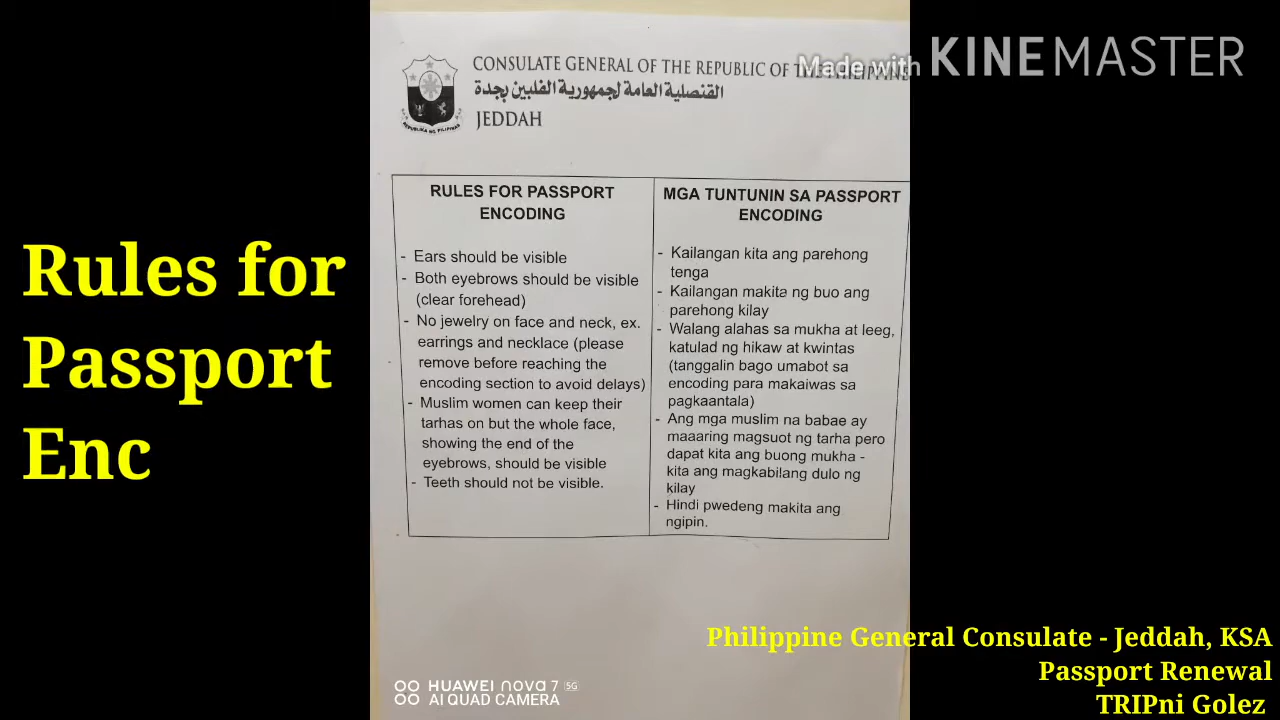 Rules for
Passport
Enc
CONSULATE GENERAL OF THE REPUBLIC OF THE PHILIPPINE
القنصلية العامة لجمهورية الفلبين بجدة
JEDDAH
REPUBLIKA NG PILIPINAS
Made with KINEMASTER
RULES FOR PASSPORT
ENCODING
- Ears should be visible
- Both eyebrows should be visible
(clear forehead)
- No jewelry on face and neck, ex.
earrings and necklace (please
remove before reaching the
encoding section to avoid delays)
- Muslim women can keep their
tarhas on but the whole face,
showing the end of the
eyebrows, should be visible
- Teeth should not be visible.
MGA TUNTUNIN SA PASSPORT
ENCODING
- Kailangan kita ang parehong
tenga
- Kailangan makita ng buo ang
parehong kilay
- Walang alahas sa mukha at leeg,
katulad ng hikaw at kwintas
(tanggalin bago umabot sa
encoding para makaiwas sa
pagkaantala)
- Ang mga muslim na babae ay
maaaring magsuot ng tarha pero
dapat kita ang buong mukha -
kita ang magkabilang dulo ng
kilay
- Hindi pwedeng makita ang
ngipin.
HUAWEI nova 7 5G
AI QUAD CAMERA
Philippine General Consulate - Jeddah, KSA
Passport Renewal
TRIPni Golez